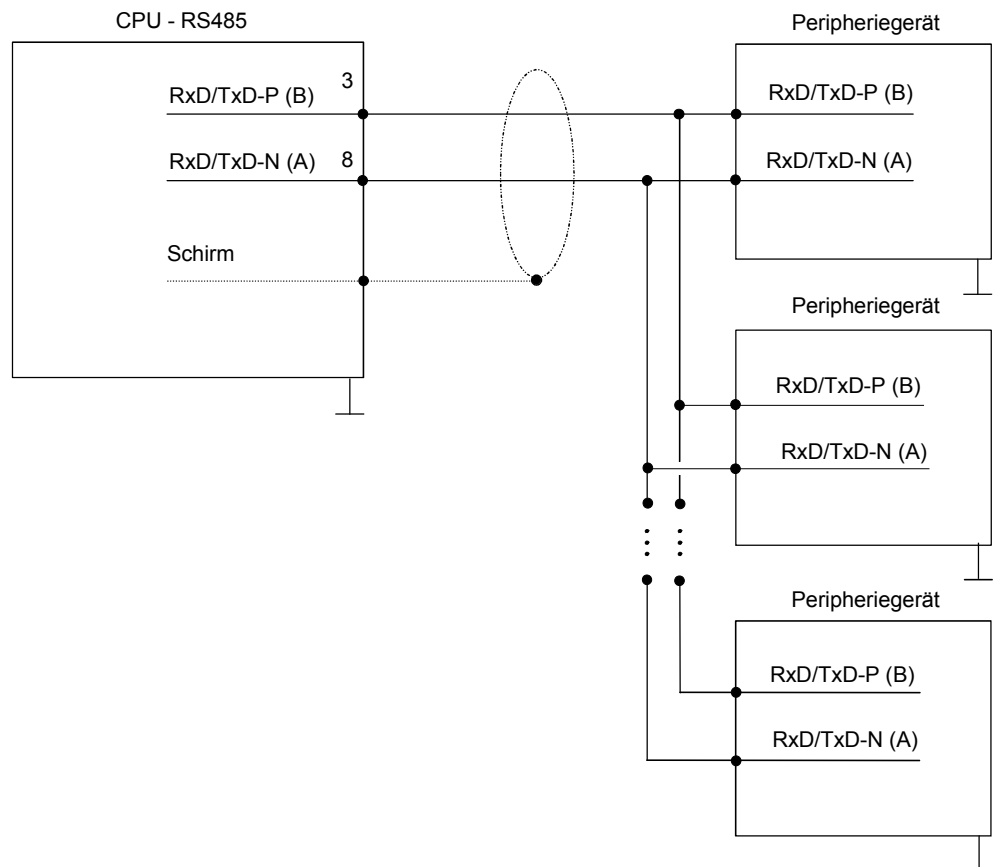 CPU - RS485
RxD/TxD-P (B)
3
RxD/TxD-N (A)
8
Schirm
Peripheriegerät
RxD/TxD-P (B)
RxD/TxD-N (A)
Peripheriegerät
RxD/TxD-P (B)
RxD/TxD-N (A)
Peripheriegerät
RxD/TxD-P (B)
RxD/TxD-N (A)